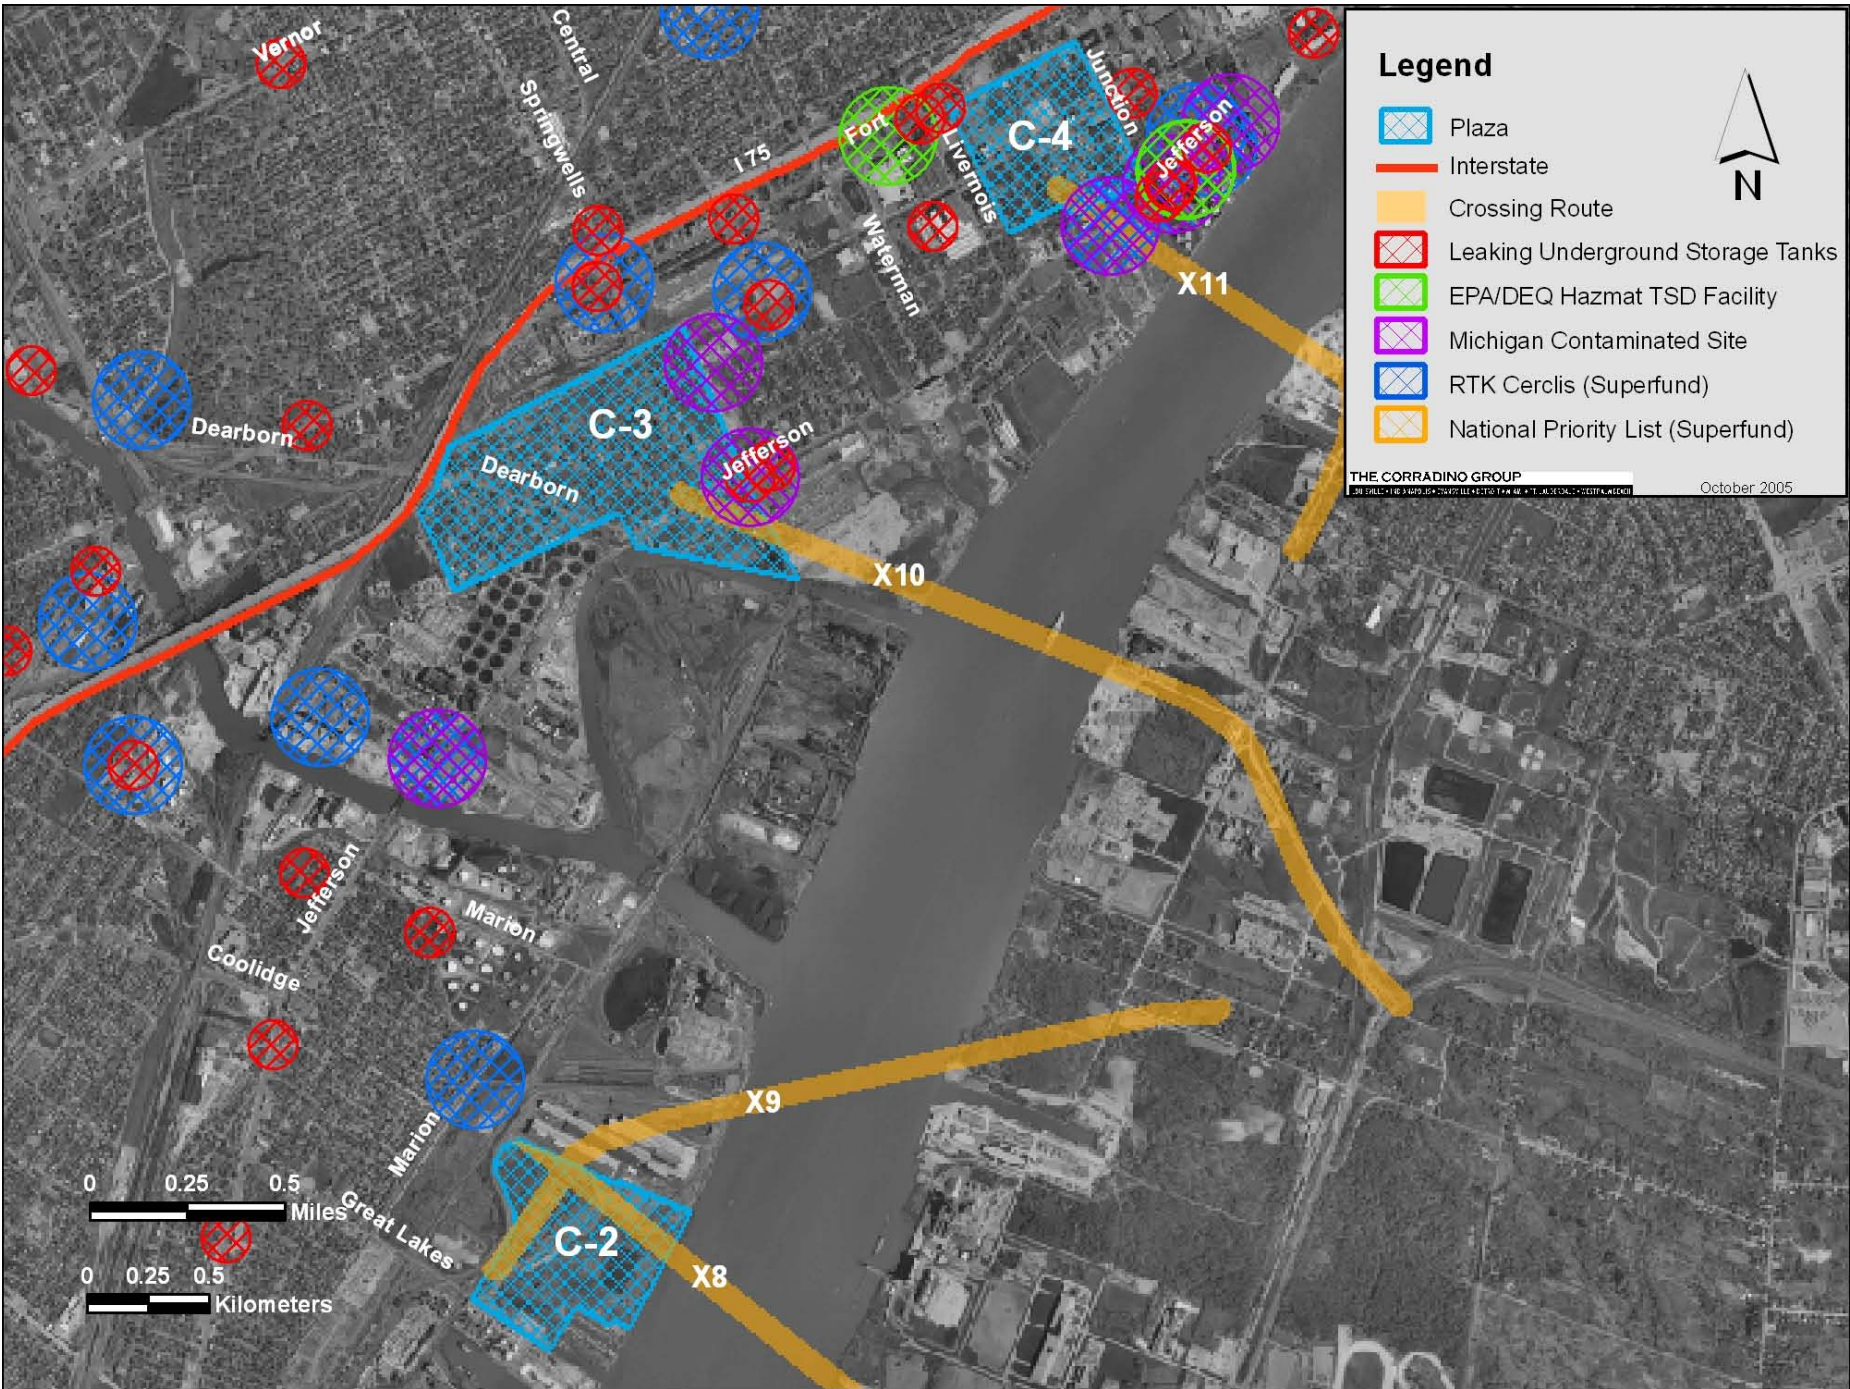 Vernor
Central
Springwells
I 75
Fort
Livernois
C-4
Junction
Jefferson
Waterman
X11
Dearborn
C-3
Dearborn
Jefferson
X10
Jefferson
Marion
Coolidge
X9
Marion
Great Lakes
C-2
X8
0 0.25 0.5
Miles
0 0.25 0.5
Kilometers
Legend
Plaza
Interstate
Crossing Route
Leaking Underground Storage Tanks
EPA/DEQ Hazmat TSD Facility
Michigan Contaminated Site
RTK Cerclis (Superfund)
National Priority List (Superfund)
N
THE CORRADINO GROUP
October 2005